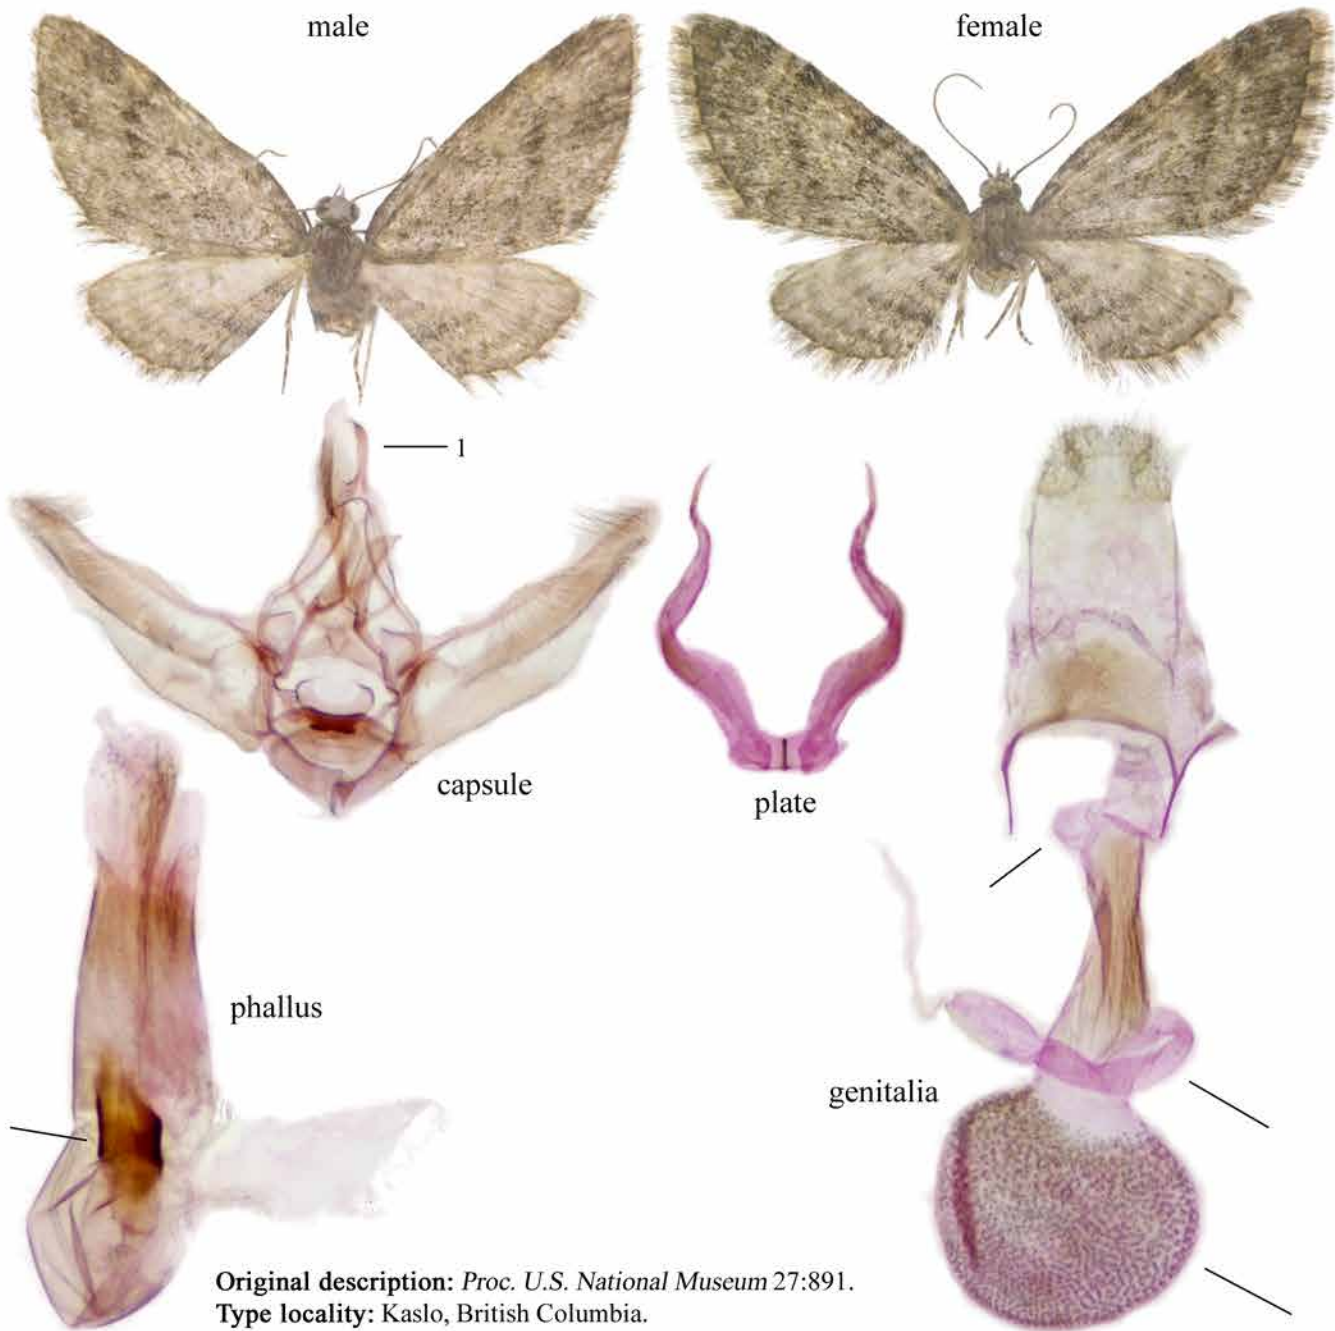 male
female
1
capsule
plate
phallus
genitalia
Original description: Proc. U.S. National Museum 27:891.
Type locality: Kaslo, British Columbia.